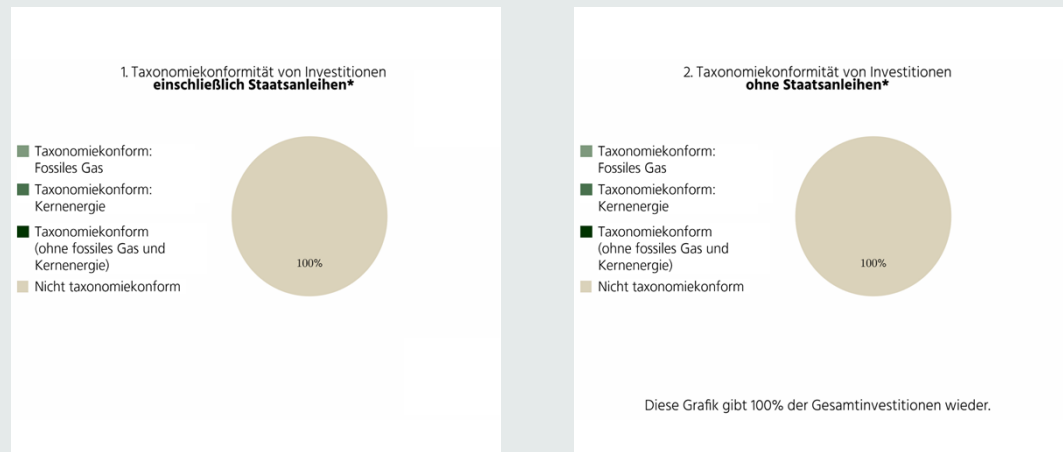 1. Taxonomiekonformität von Investitionen
einschließlich Staatsanleihen*
Taxonomiekonform:
Fossiles Gas
Taxonomiekonform:
Kernenergie
Taxonomiekonform
(ohne fossiles Gas und
Kernenergie)
Nicht taxonomiekonform
100%
2. Taxonomiekonformität von Investitionen
ohne Staatsanleihen*
Taxonomiekonform:
Fossiles Gas
Taxonomiekonform:
Kernenergie
Taxonomiekonform
(ohne fossiles Gas und
Kernenergie)
Nicht taxonomiekonform
100%
Diese Grafik gibt 100% der Gesamtinvestitionen wieder.